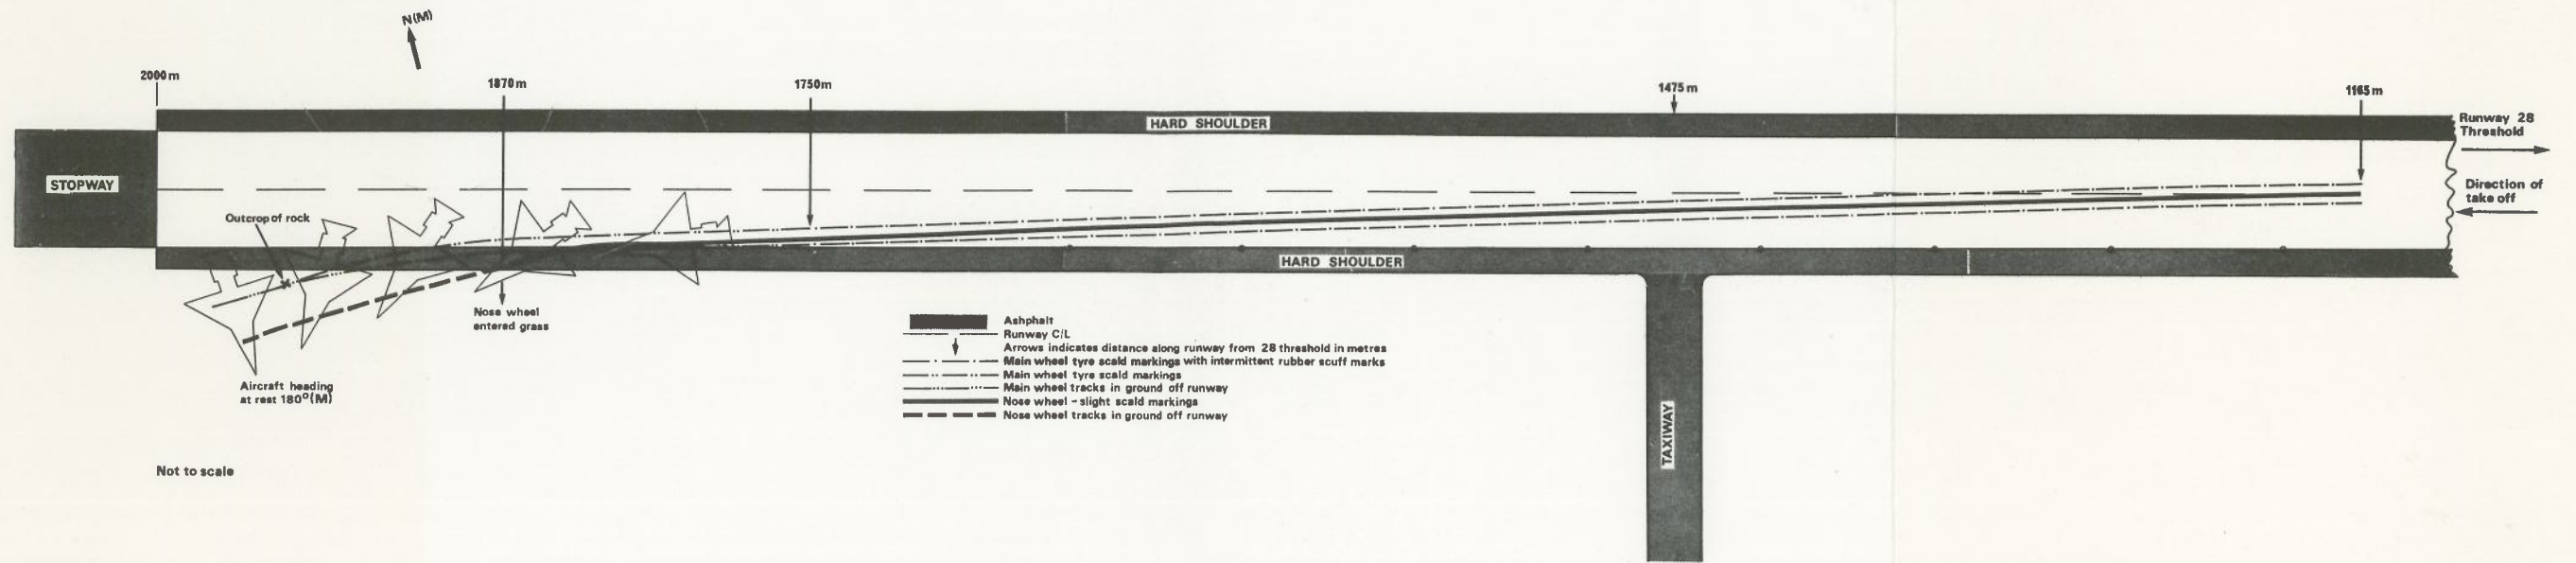 N(M)
2000m
1870m
1750m
1475m
1165m
HARD SHOULDER
Runway 28
Threshold
STOPWAY
Direction of
take off
Outcrop of rock
HARD SHOULDER
Nose wheel
entered grass
Ashphalt
Runway C/L
Arrows indicates distance along runway from 28 threshold in metres
Main wheel tyre scald markings with intermittent rubber scuff marks
Main wheel tyre scald markings
Main wheel tracks in ground off runway
Nose wheel - slight scald markings
Nose wheel tracks in ground off runway
Aircraft heading
at rest 180°(M)
TAXIWAY
Not to scale